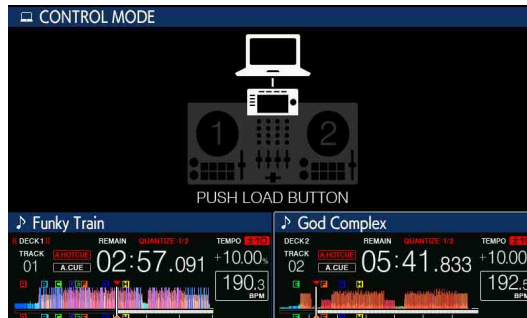 CONTROL MODE
1 2
PUSH LOAD BUTTON
♪ Funky Train
DECK1 REMAIN QUANTIZE 1/2 TEMPO ±10
TRACK 01 A.HOTCUE A.CUE 02:57.091 +10.00%
190.3 BPM
♪ God Complex
DECK2 REMAIN QUANTIZE 1/2 TEMPO ±10
TRACK 02 A.HOTCUE A.CUE 05:41.833 +10.00
192.5
BPM